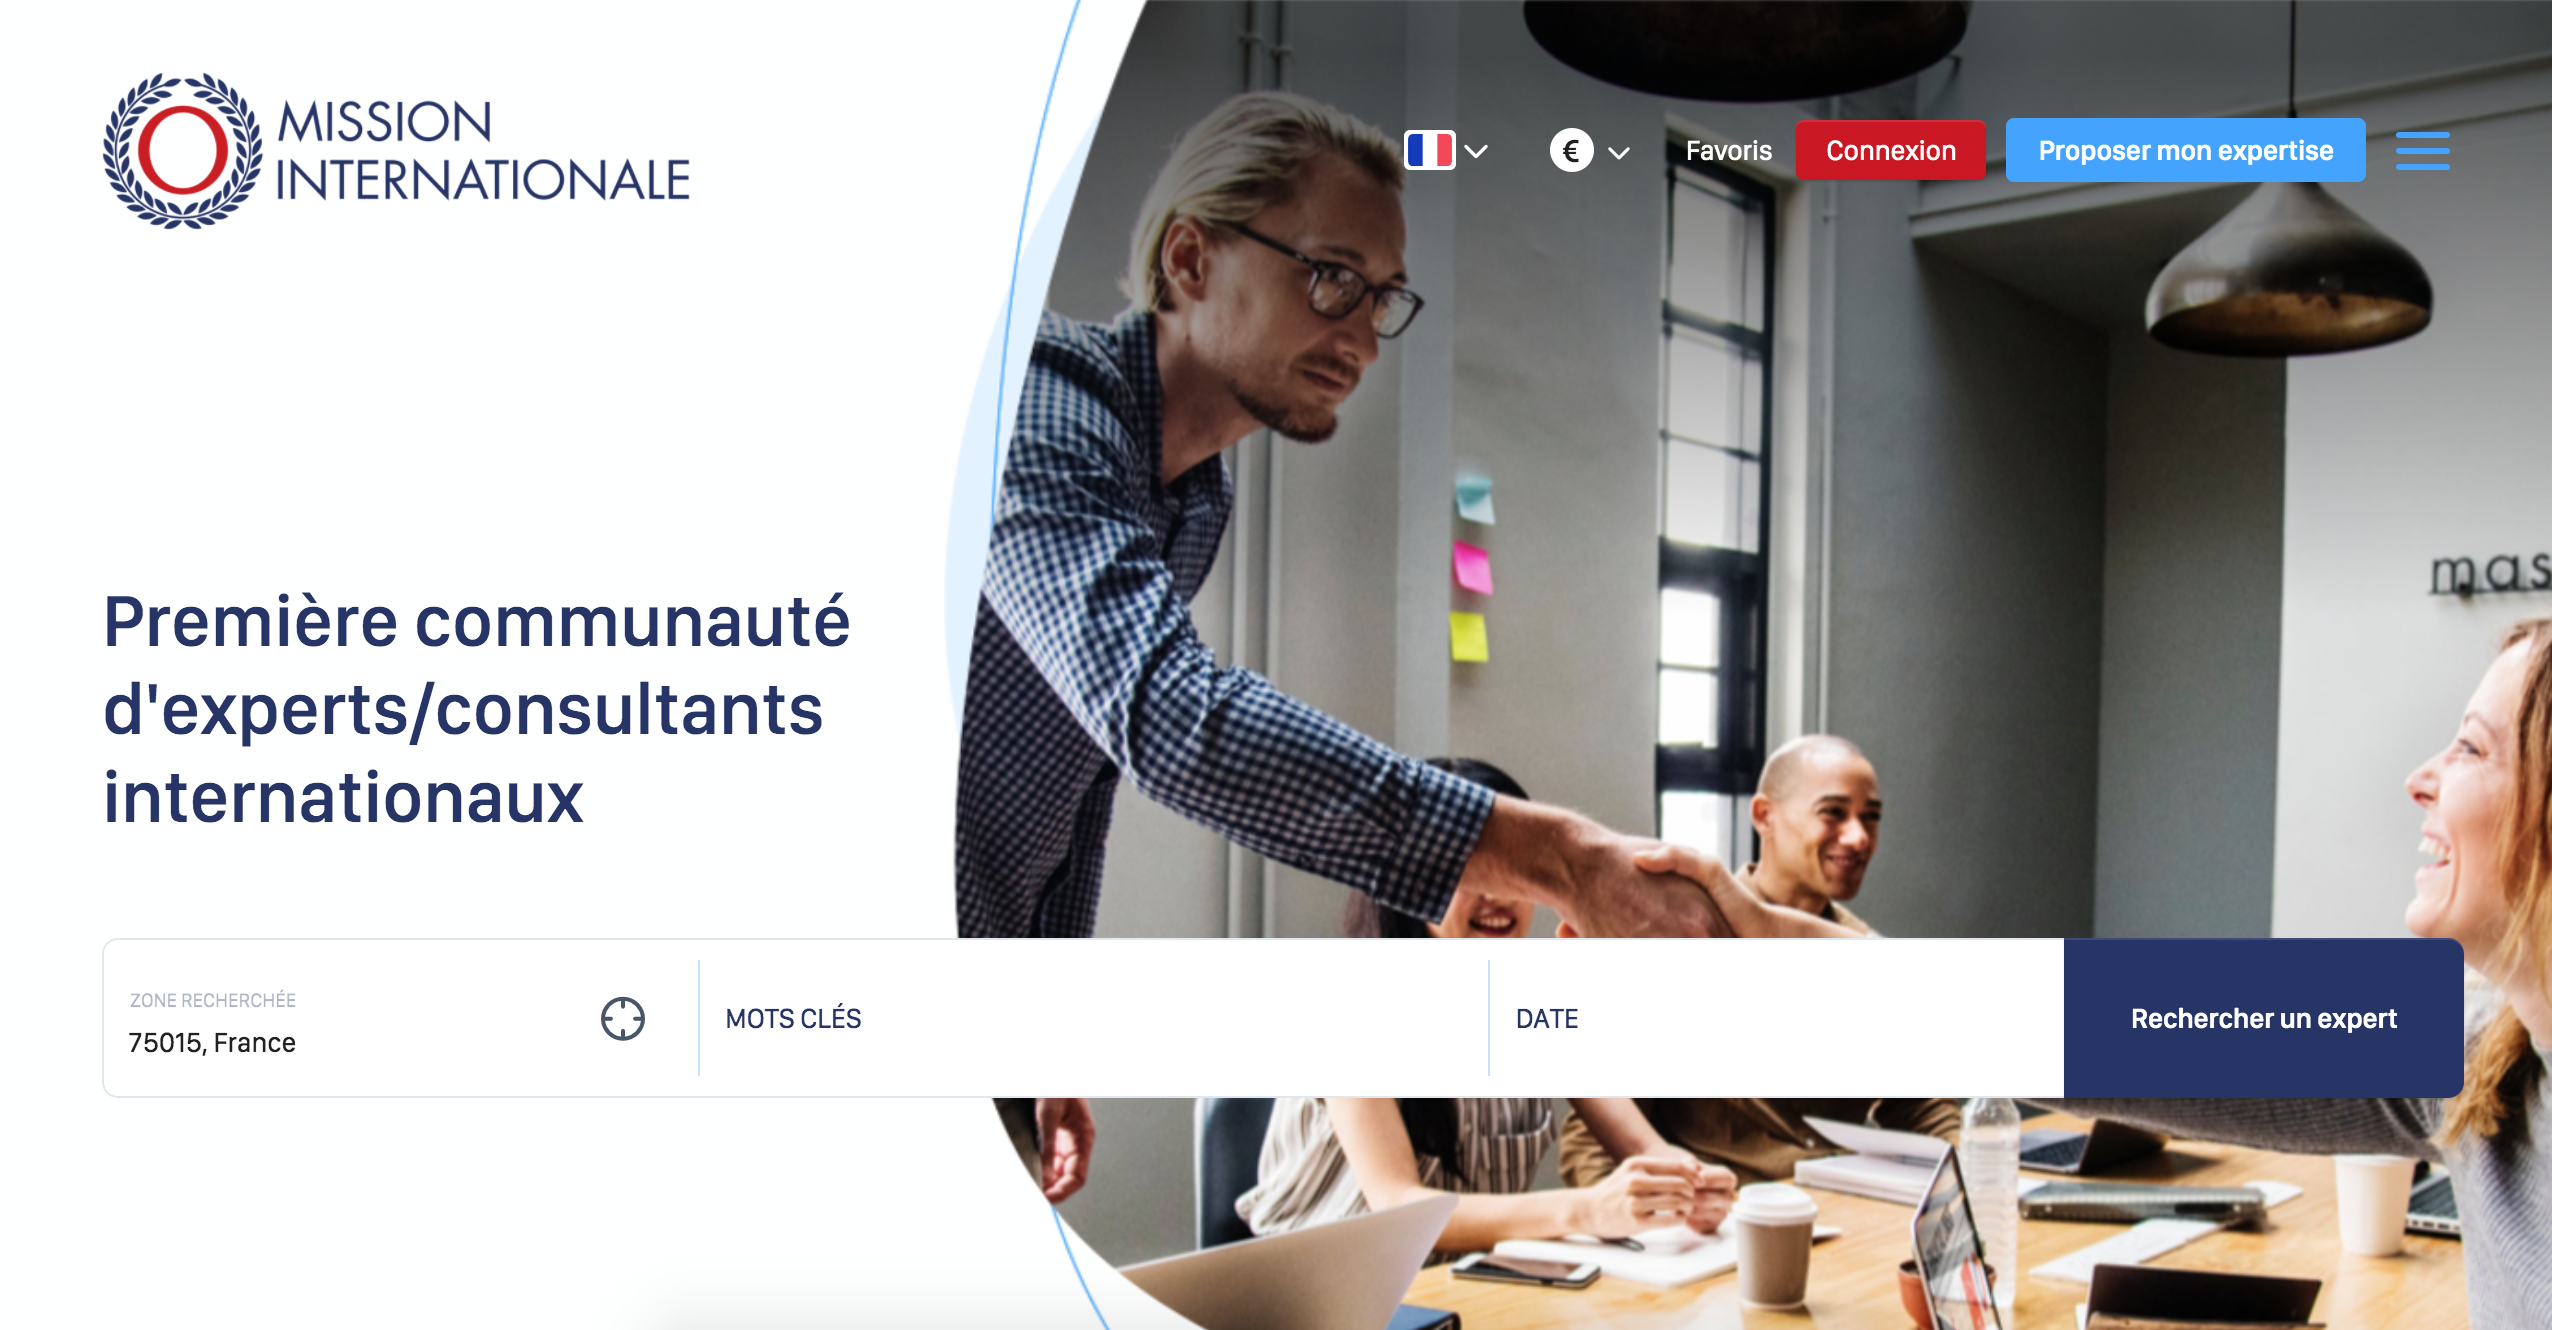 MISSION
INTERNATIONALE
€
Favoris
Connexion
Proposer mon expertise
Première communauté
d'experts/consultants
internationaux
mas
ZONE RECHERCHÉE
75015, France
MOTS CLÉS
DATE
Rechercher un expert